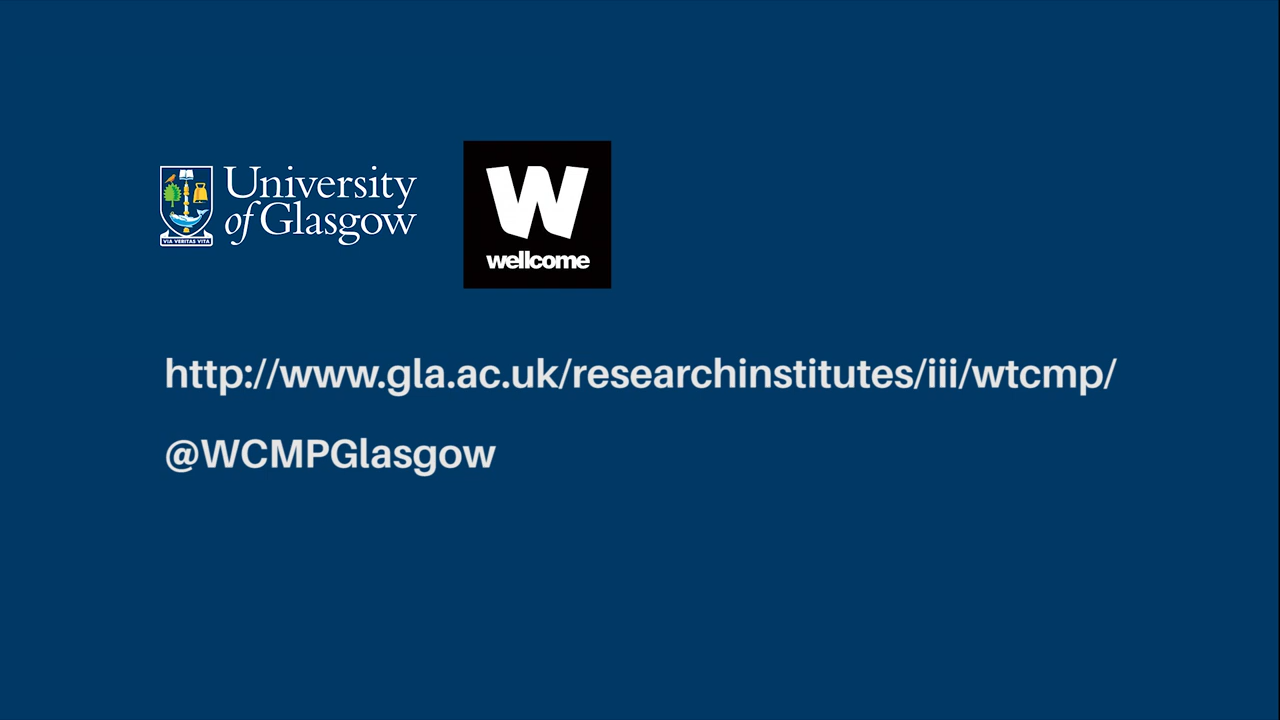 University
of Glasgow
VIA VERITAS VITA
W
wellcome
http://www.gla.ac.uk/researchinstitutes/iii/wtcmp/
@WCMPGlasgow